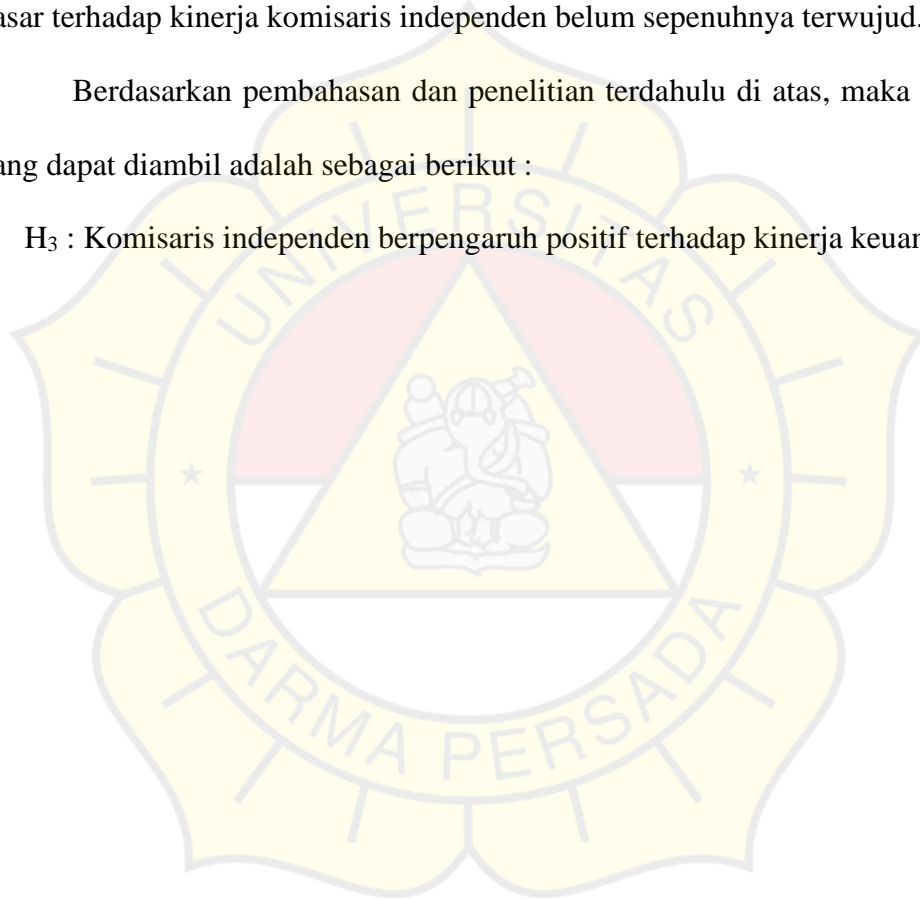 asar terhadap kinerja komisaris independen belum sepenuhnya terwujud.
Berdasarkan pembahasan dan penelitian terdahulu di atas, maka
ang dapat diambil adalah sebagai berikut :
H₃ : Komisaris independen berpengaruh positif terhadap kinerja keuan
UNIVERSITAS
DARMA PERSADA